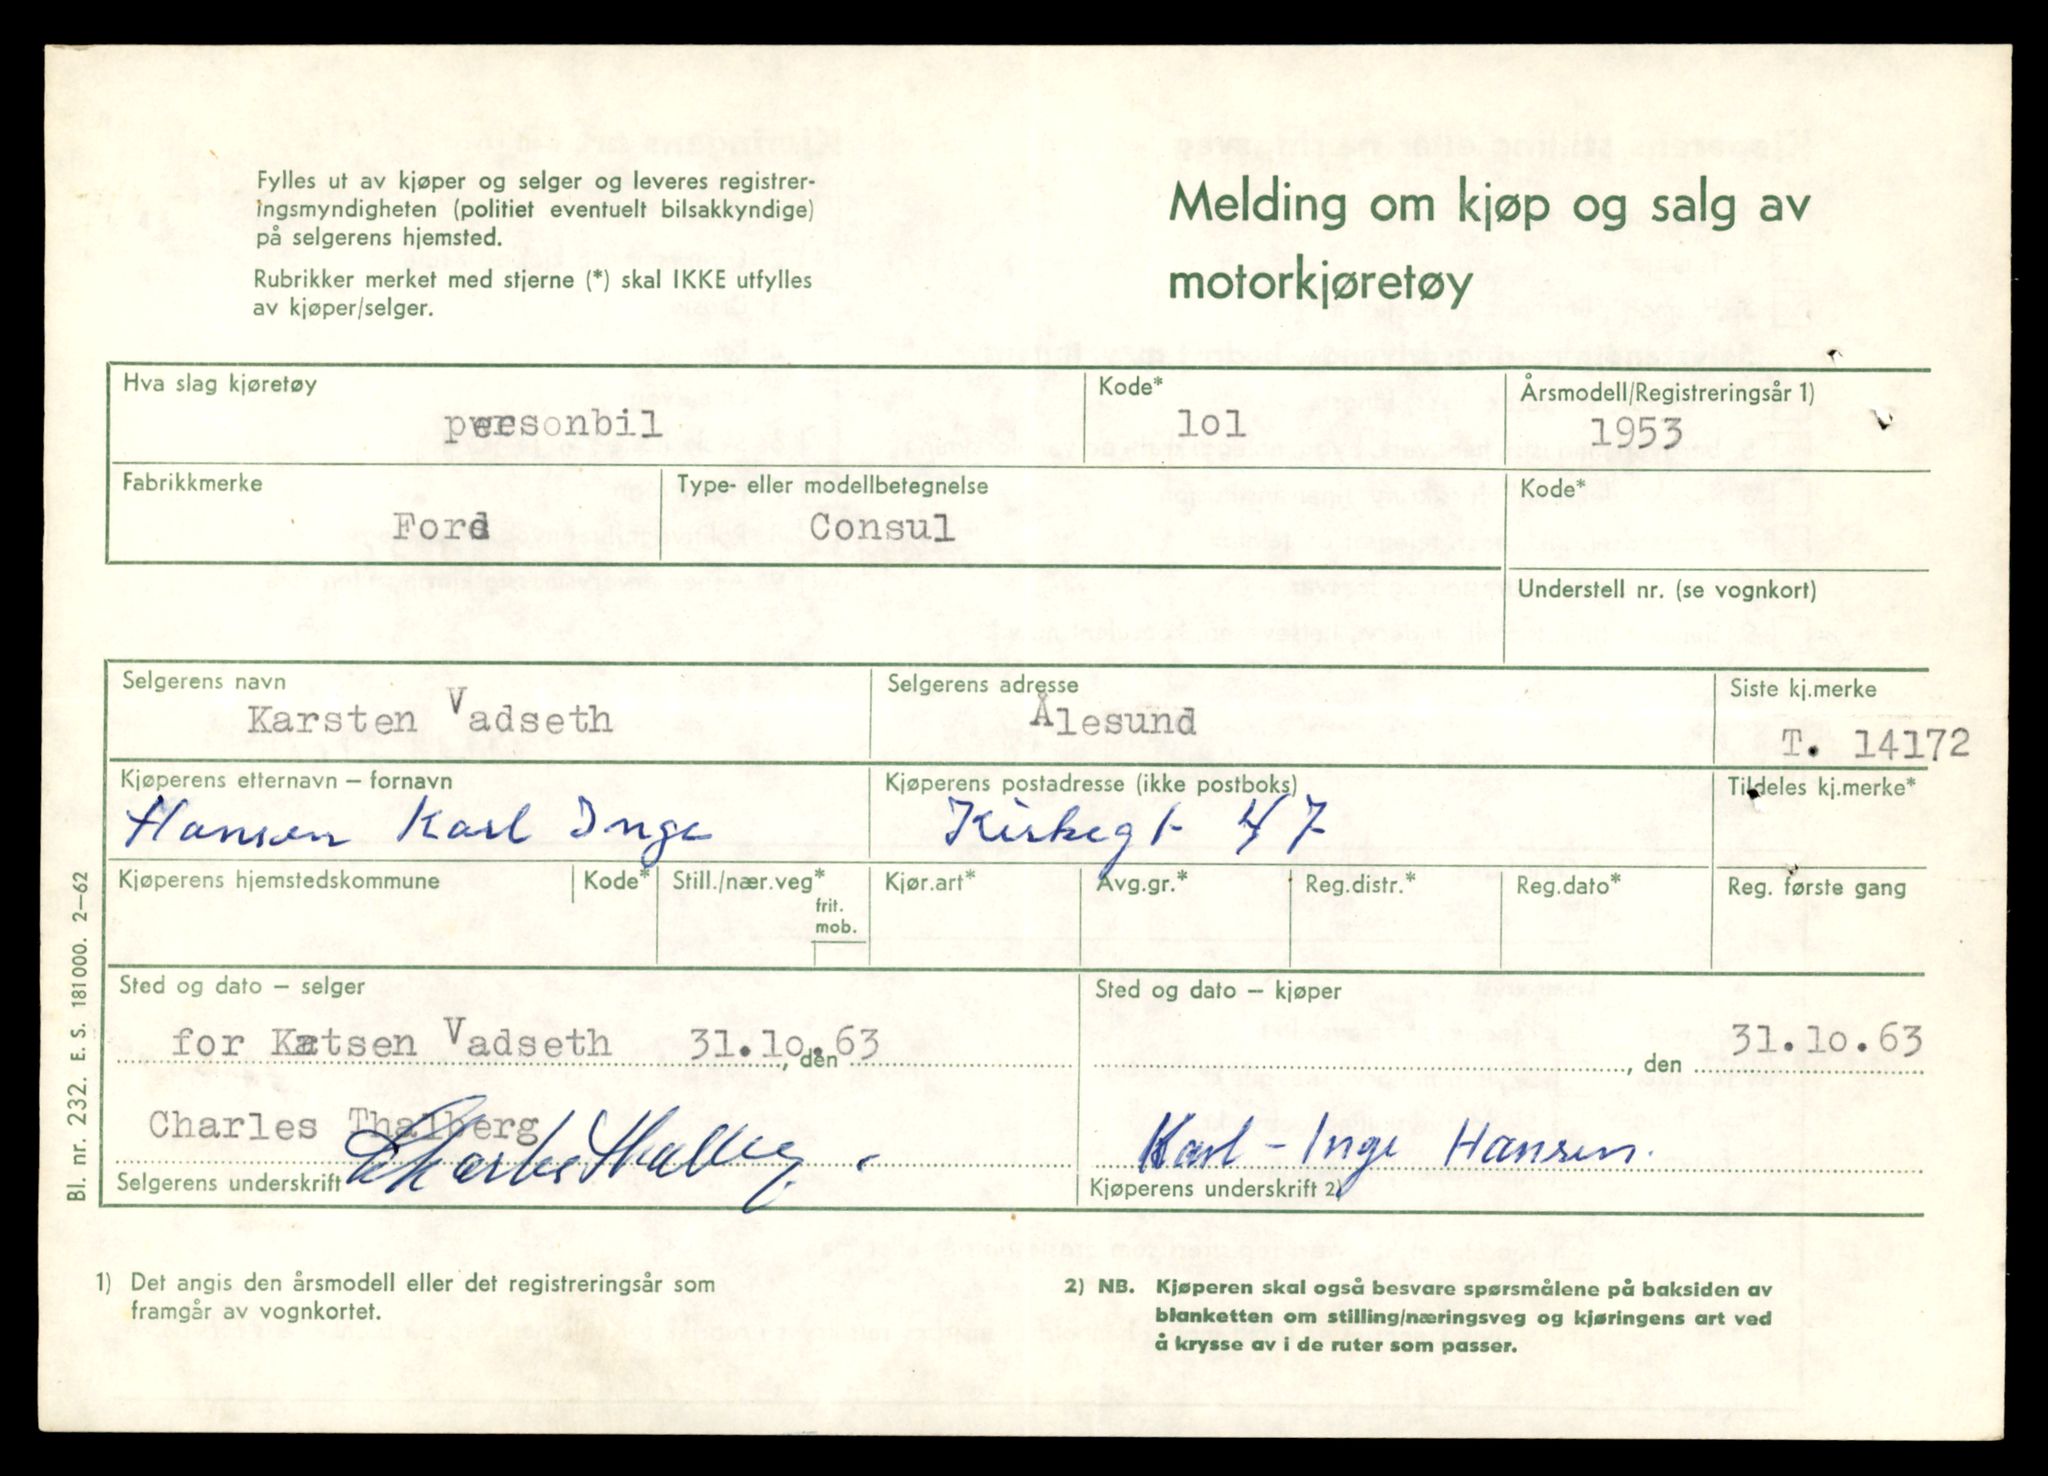 Fylles ut av kjøper og selger og leveres registrer-
ingsmyndigheten (politiet eventuelt bilsakkyndige)
på selgerens hjemsted.
Rubrikker merket med stjerne (*) skal IKKE utfylles
av kjøper/selger.
Melding om kjøp og salg av
motorkjøretøy
Hva slag kjøretøy
Kode*
Årsmodell/Registreringsår 1)
personbil
lol
1953
Fabrikkmerke
Type- eller modellbetegnelse
Kode*
Ford
Consul
Understell nr. (se vognkort)
Selgerens navn
Selgerens adresse
Siste kj.merke
Karsten Vadseth
Ålesund
T. 14172
Kjøperens etternavn – fornavn
Kjøperens postadresse (ikke postboks)
Tildeles kj.merke*
Hansen Karl Inge
Kirkegt 47
Kjøperens hjemstedskommune
Kode*
Still./nær.veg*
frit.
mob.
Kjør.art*
Avg.gr.*
Reg.distr.*
Reg.dato*
Reg. første gang
Sted og dato – selger
Sted og dato – kjøper
for Katsen Vadseth 31.lo.63
, den
31.lo.63
, den
Charles Thalberg
Charles Thalberg.
Karl-Inge Hansen.
Selgerens underskrift
Kjøperens underskrift 2)
1) Det angis den årsmodell eller det registreringsår som
framgår av vognkortet.
2) NB. Kjøperen skal også besvare spørsmålene på baksiden av
blanketten om stilling/næringsveg og kjøringens art ved
å krysse av i de ruter som passer.
Bl. nr. 232. E. S. 181000. 2–62